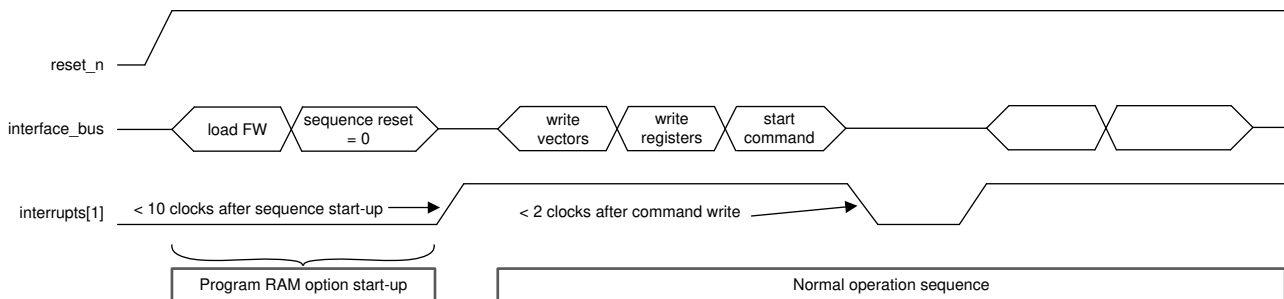 reset_n
interface_bus
load FW
sequence reset
= 0
write
vectors
write
registers
start
command
interrupts[1]
< 10 clocks after sequence start-up
< 2 clocks after command write
Program RAM option start-up
Normal operation sequence